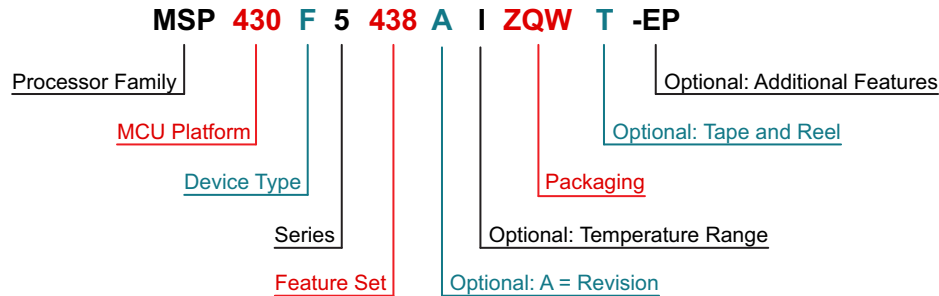 MSP 430 F 5 438 A I ZQW T -EP
Processor Family
Optional: Additional Features
MCU Platform
Optional: Tape and Reel
Device Type
Packaging
Series
Optional: Temperature Range
Feature Set
Optional: A = Revision